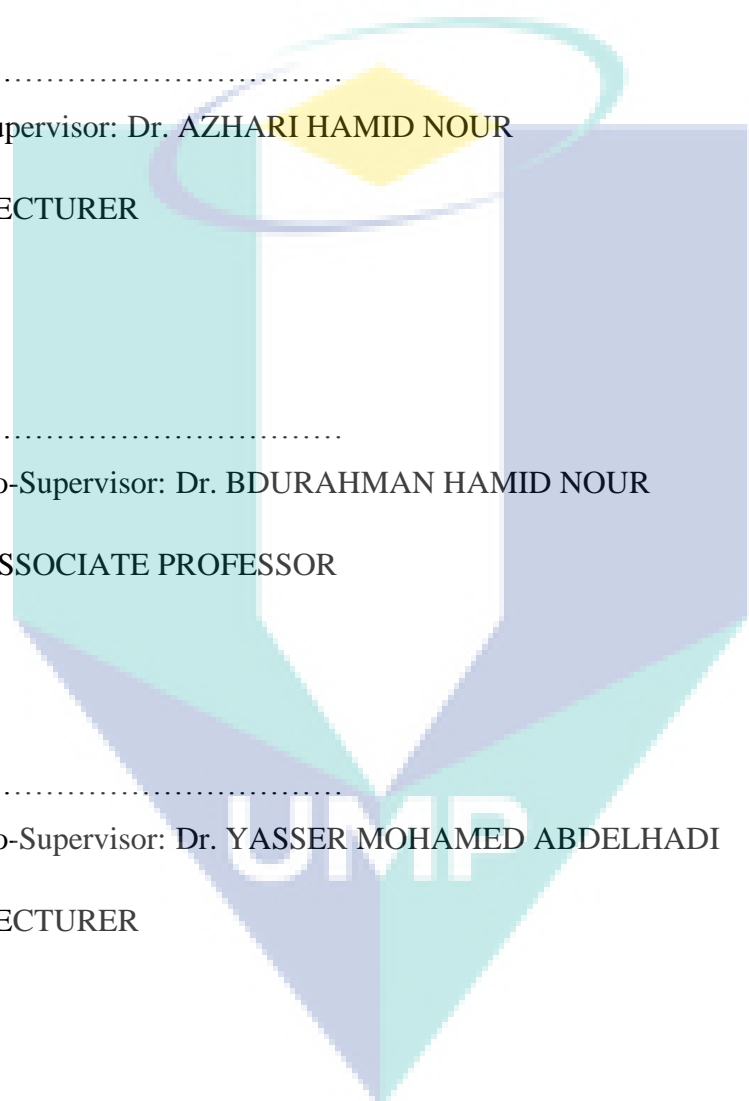 …………………………………
upervisor: Dr. AZHARI HAMID NOUR
ECTURER
…………………………………
o-Supervisor: Dr. BDURAHMAN HAMID NOUR
SSOCIATE PROFESSOR
…………………………………
o-Supervisor: Dr. YASSER MOHAMED ABDELHADI
ECTURER
UMP